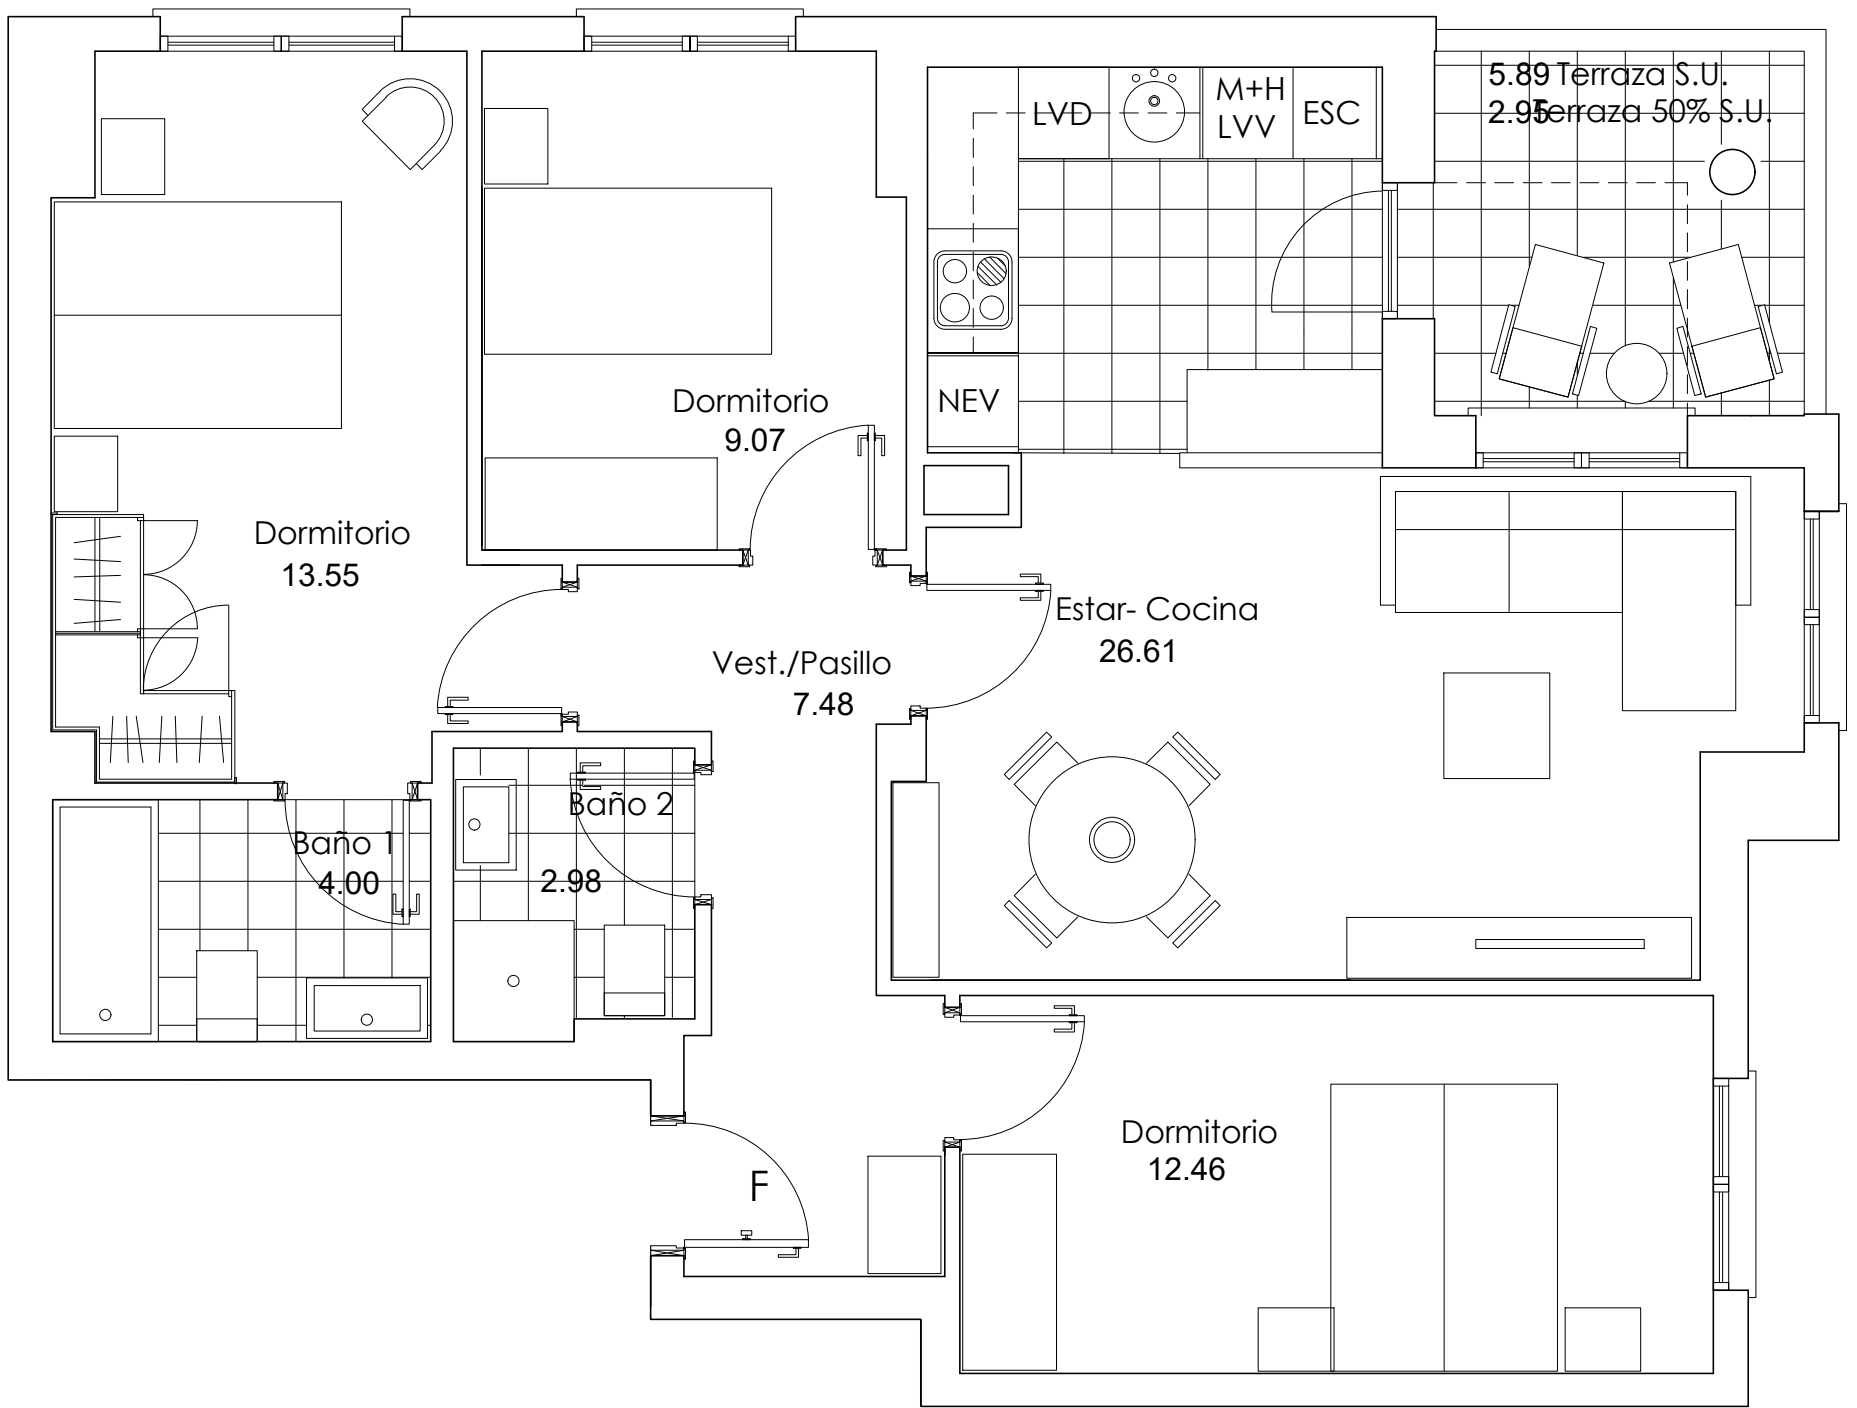 5.89 Terraza S.U.
2.95 Terraza 50% S.U.
LVD
M+H
LVV
ESC
NEV
Dormitorio
9.07
Dormitorio
13.55
Estar- Cocina
26.61
Vest./Pasillo
7.48
Baño 2
2.98
Baño 1
4.00
Dormitorio
12.46
F